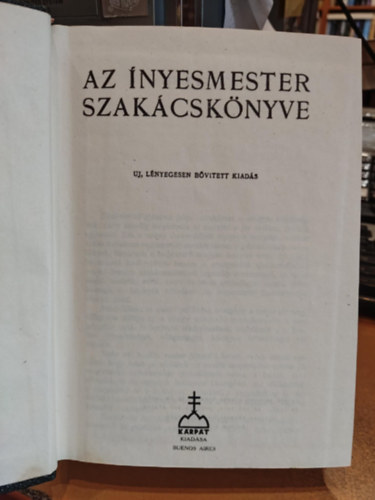 AZ ÍNYESMESTER
SZAKÁCSKÖNYVE
UJ, LÉNYEGESEN BŐVITETT KIADÁS
KÁRPÁT
KIADÁSA
BUENOS AIRES